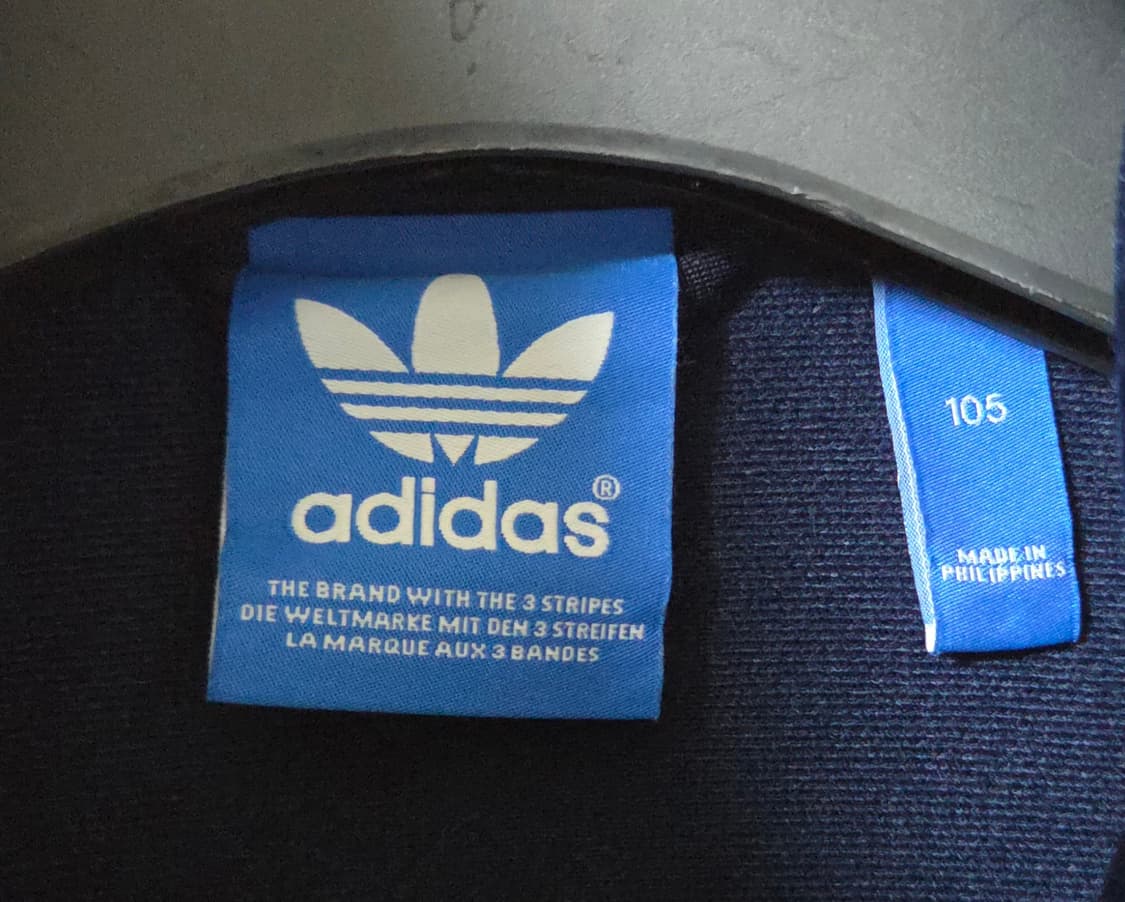 adidas®
THE BRAND WITH THE 3 STRIPES
DIE WELTMARKE MIT DEN 3 STREIFEN
LA MARQUE AUX 3 BANDES
105
MADE IN
PHILIPPINES